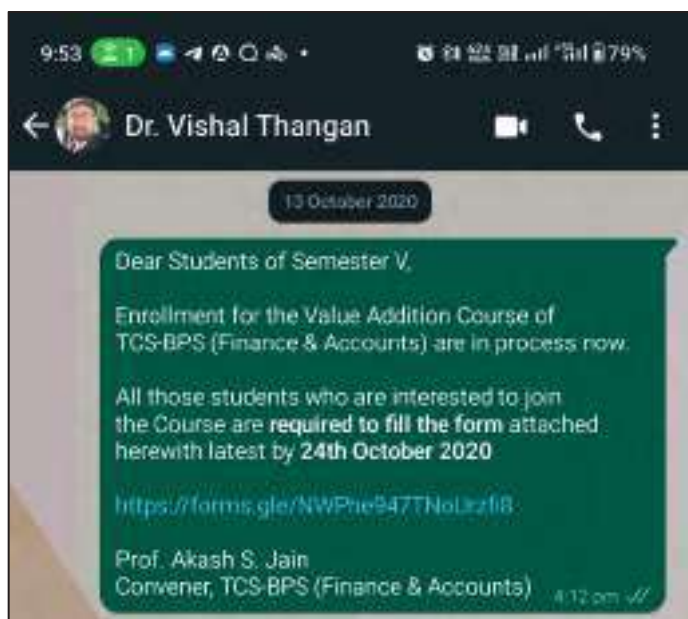 9:53 1 79%
Dr. Vishal Thangan
13 October 2020
Dear Students of Semester V,
Enrollment for the Value Addition Course of
TCS-BPS (Finance & Accounts) are in process now.
All those students who are interested to join
the Course are required to fill the form attached
herewith latest by 24th October 2020
Prof. Akash S. Jain
Convener, TCS-BPS (Finance & Accounts)
4:12 pm